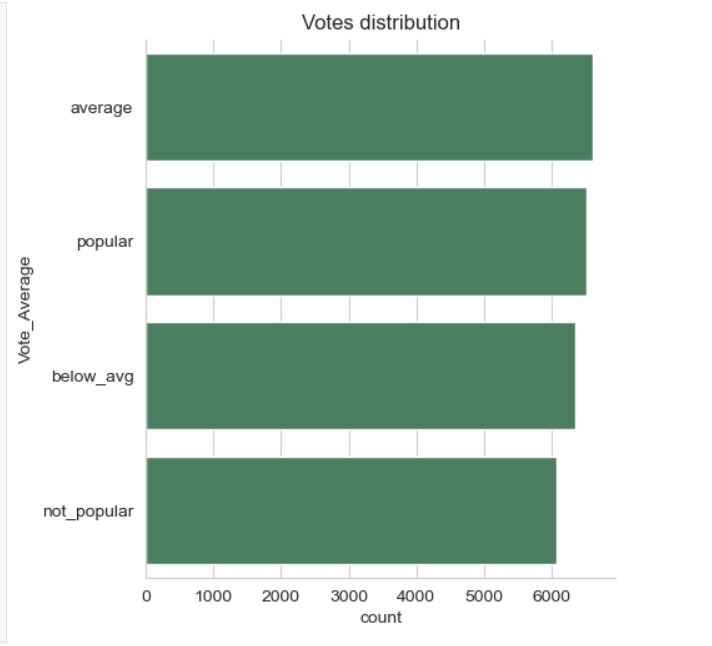 Votes distribution
Vote_Average
average
popular
below_avg
not_popular
0 1000 2000 3000 4000 5000 6000
count